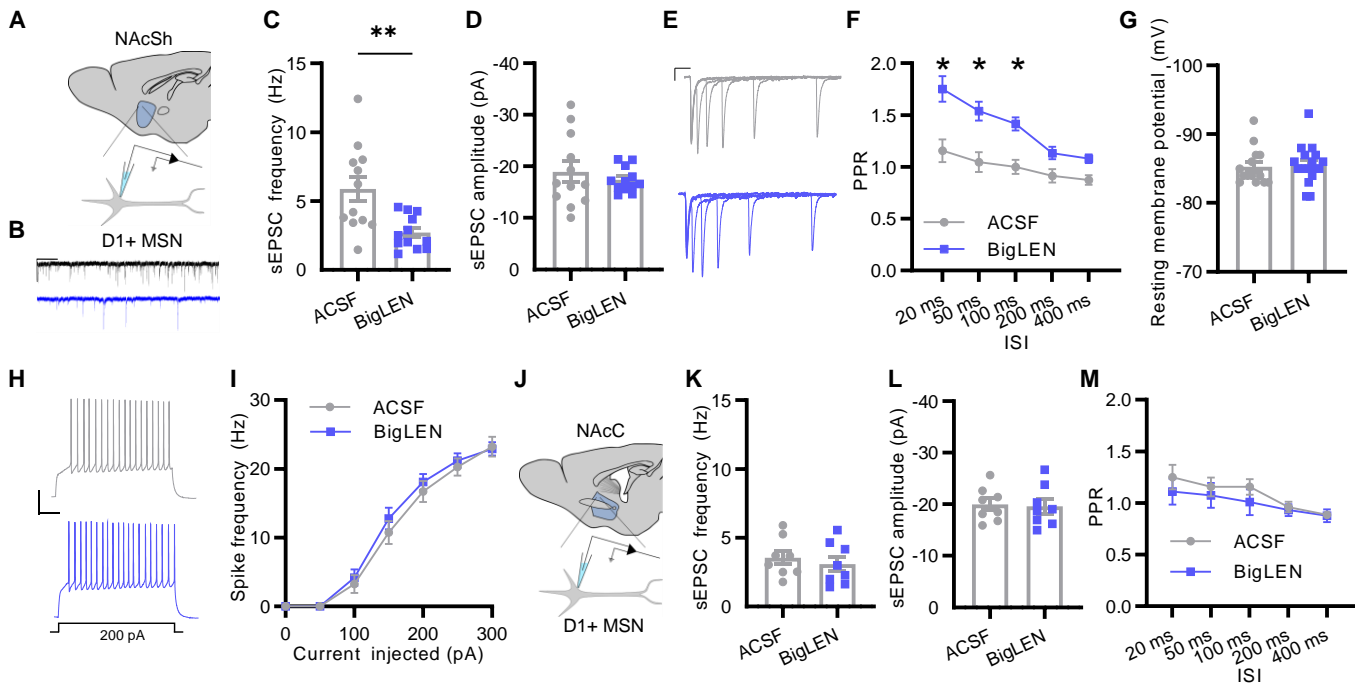 A
NAcSh
B
D1+ MSN
C
**
sEPSC frequency (Hz)
15
10
5
0
ACSF
BigLEN
D
sEPSC amplitude (pA)
-40
-30
-20
-10
0
ACSF
BigLEN
E
F
* * *
PPR
2.0
1.5
1.0
0.5
0.0
ACSF
BigLEN
20 ms
50 ms
100 ms
200 ms
400 ms
ISI
G
Resting membrane potential (mV)
-100
-90
-80
-70
ACSF
BigLEN
H
200 pA
I
Spike frequency (Hz)
30
20
10
0
ACSF
BigLEN
0 100 200 300
Current injected (pA)
J
NAcC
D1+ MSN
K
sEPSC frequency (Hz)
15
10
5
0
ACSF
BigLEN
L
sEPSC amplitude (pA)
-40
-30
-20
-10
0
ACSF
BigLEN
M
PPR
2.0
1.5
1.0
0.5
0.0
ACSF
BigLEN
20 ms
50 ms
100 ms
200 ms
400 ms
ISI